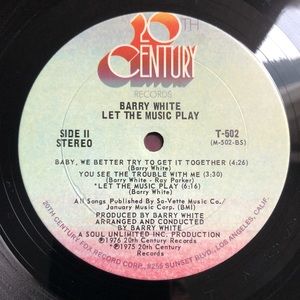 20TH
CENTURY
RECORDS
BARRY WHITE
LET THE MUSIC PLAY
SIDE II
STEREO
T-502
(M-502-BS)
BABY, WE BETTER TRY TO GET IT TOGETHER (4:26)
(Barry White)
YOU SEE THE TROUBLE WITH ME (3:30)
(Barry White - Ray Parker)
*LET THE MUSIC PLAY (6:16)
(Barry White)
All Songs Published By Sa-Vette Music Co./
January Music Corp. (BMI)
PRODUCED BY BARRY WHITE
ARRANGED AND CONDUCTED
BY BARRY WHITE
A SOUL UNLIMITED INC. PRODUCTION
℗1976 20th Century Records
*℗1975 20th Century
Records
20TH CENTURY FOX RECORD CORP., 8255 SUNSET BLVD., LOS ANGELES, CALIF.